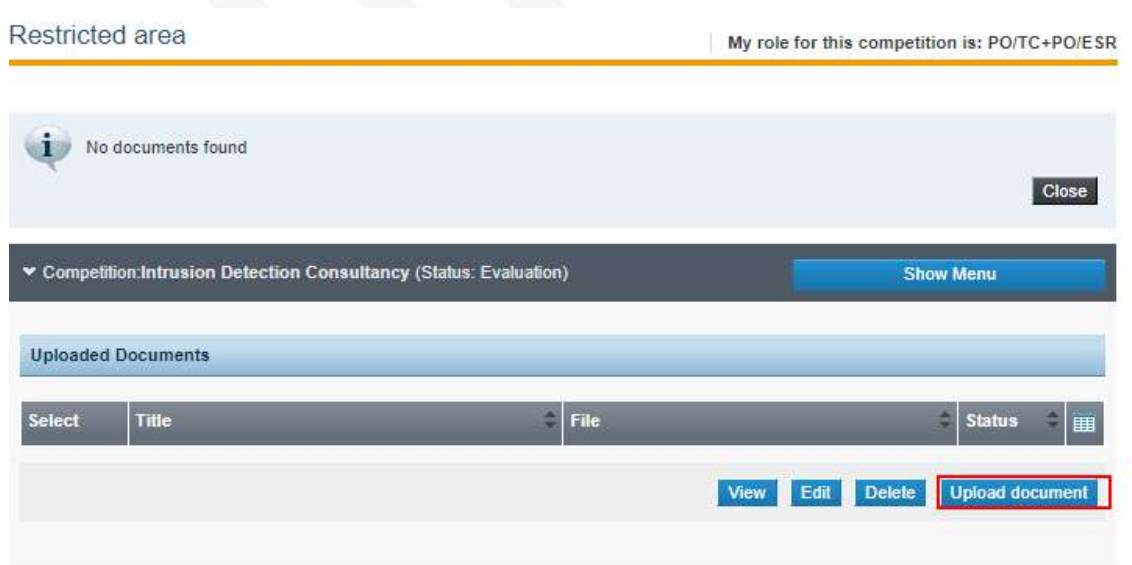 Restricted area
My role for this competition is: PO/TC+PO/ESR
No documents found
Close
Competition:Intrusion Detection Consultancy (Status: Evaluation)
Show Menu
Uploaded Documents
Select Title File Status
View Edit Delete Upload document